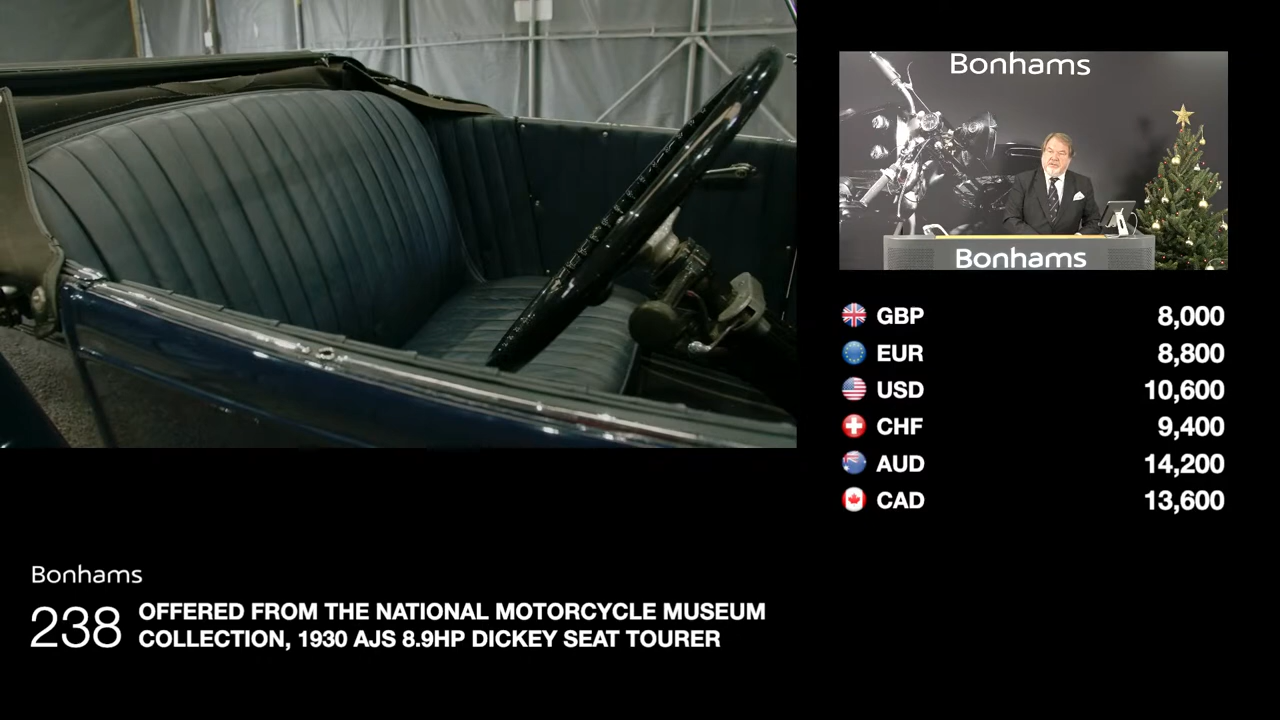 Bonhams
Bonhams
GBP 8,000
EUR 8,800
USD 10,600
CHF 9,400
AUD 14,200
CAD 13,600
Bonhams
238
OFFERED FROM THE NATIONAL MOTORCYCLE MUSEUM
COLLECTION, 1930 AJS 8.9HP DICKEY SEAT TOURER